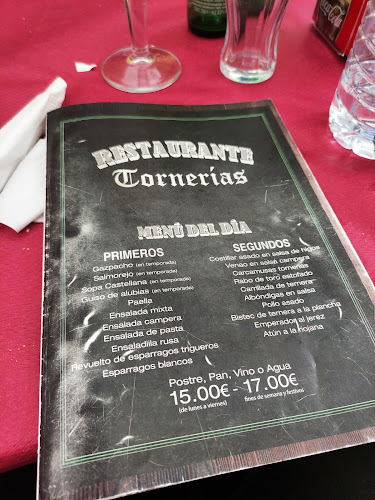 RESTAURANTE
Tornerías
MENÚ DEL DÍA
PRIMEROS
Gazpacho (en temporada)
Salmorejo (en temporada)
Sopa Castellana (en temporada)
Guiso de alubias (en temporada)
Paella
Ensalada mixta
Ensalada campera
Ensalada de pasta
Ensaladilla rusa
Revuelto de esparragos trigueros
Esparragos blancos
SEGUNDOS
Costillar asado en salsa de higos
Venao en salsa campera
Carcamusas tornerias
Rabo de toro estofado
Carrillada de ternera
Albóndigas en salsa
Pollo asado
Bistec de ternera a la plancha
Emperador al jerez
Atún a la riojana
Postre, Pan, Vino o Agua
15.00€ - 17.00€
(de lunes a viernes) fines de semana y festivos